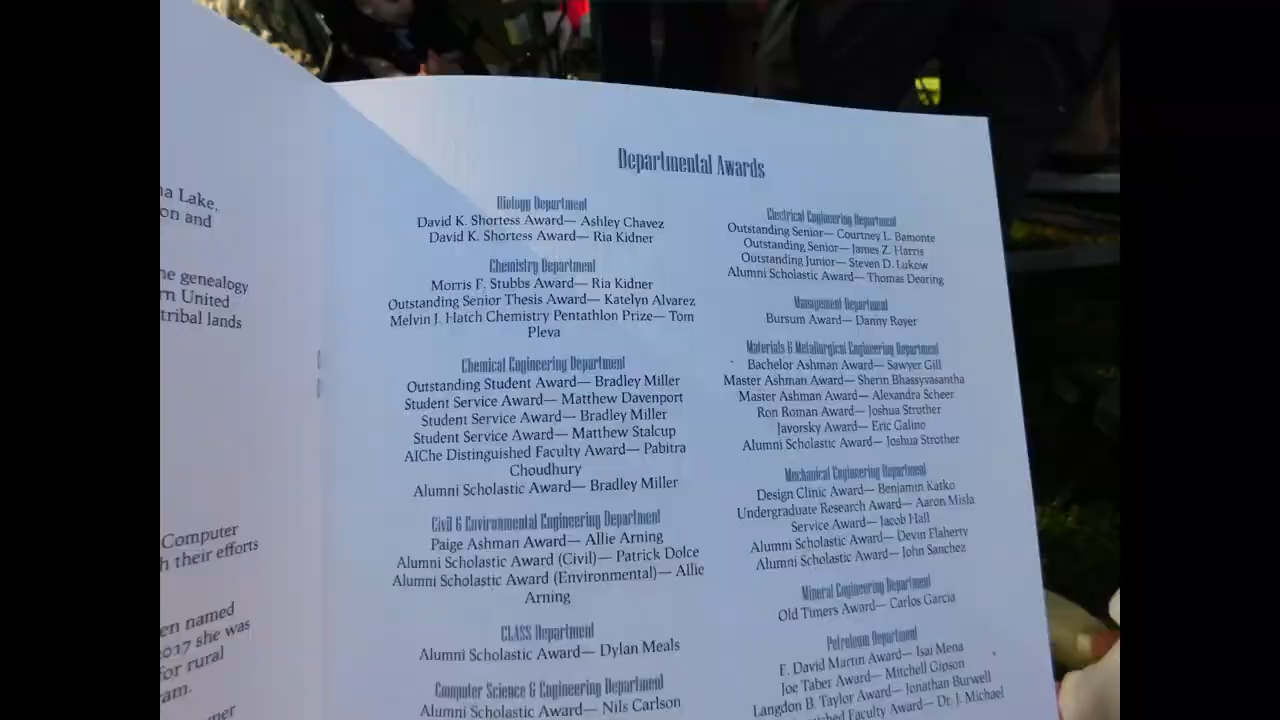 a Lake,
on and
he genealogy
rn United
tribal lands
Computer
h their efforts
en named
2017 she was
for rural
am.
ner
Departmental Awards
Biology Department
David K. Shortess Award— Ashley Chavez
David K. Shortess Award— Ria Kidner
Chemistry Department
Morris F. Stubbs Award— Ria Kidner
Outstanding Senior Thesis Award— Katelyn Alvarez
Melvin J. Hatch Chemistry Pentathlon Prize— Tom
Pleva
Chemical Engineering Department
Outstanding Student Award— Bradley Miller
Student Service Award— Matthew Davenport
Student Service Award— Bradley Miller
Student Service Award— Matthew Stalcup
AIChe Distinguished Faculty Award— Pabitra
Choudhury
Alumni Scholastic Award— Bradley Miller
Civil & Environmental Engineering Department
Paige Ashman Award— Allie Arning
Alumni Scholastic Award (Civil)— Patrick Dolce
Alumni Scholastic Award (Environmental)— Allie
Arning
CLASS Department
Alumni Scholastic Award— Dylan Meals
Computer Science & Engineering Department
Alumni Scholastic Award— Nils Carlson
Electrical Engineering Department
Outstanding Senior— Courtney L. Bamonte
Outstanding Senior— James Z. Harris
Outstanding Junior— Steven D. Lukow
Alumni Scholastic Award— Thomas Dearing
Management Department
Bursum Award— Danny Royer
Materials & Metallurgical Engineering Department
Bachelor Ashman Award— Sawyer Gill
Master Ashman Award— Sherin Bhassyvasantha
Master Ashman Award— Alexandra Scheer
Ron Roman Award— Joshua Strother
Javorsky Award— Eric Galino
Alumni Scholastic Award— Joshua Strother
Mechanical Engineering Department
Design Clinic Award— Benjamin Katko
Undergraduate Research Award— Aaron Misla
Service Award— Jacob Hall
Alumni Scholastic Award— Devin Flaherty
Alumni Scholastic Award— John Sanchez
Mineral Engineering Department
Old Timers Award— Carlos Garcia
Petroleum Department
F. David Martin Award— Isai Mena
Joe Taber Award— Mitchell Gipson
Langdon B. Taylor Award— Jonathan Burwell
Faculty Award— Dr. J. Michael